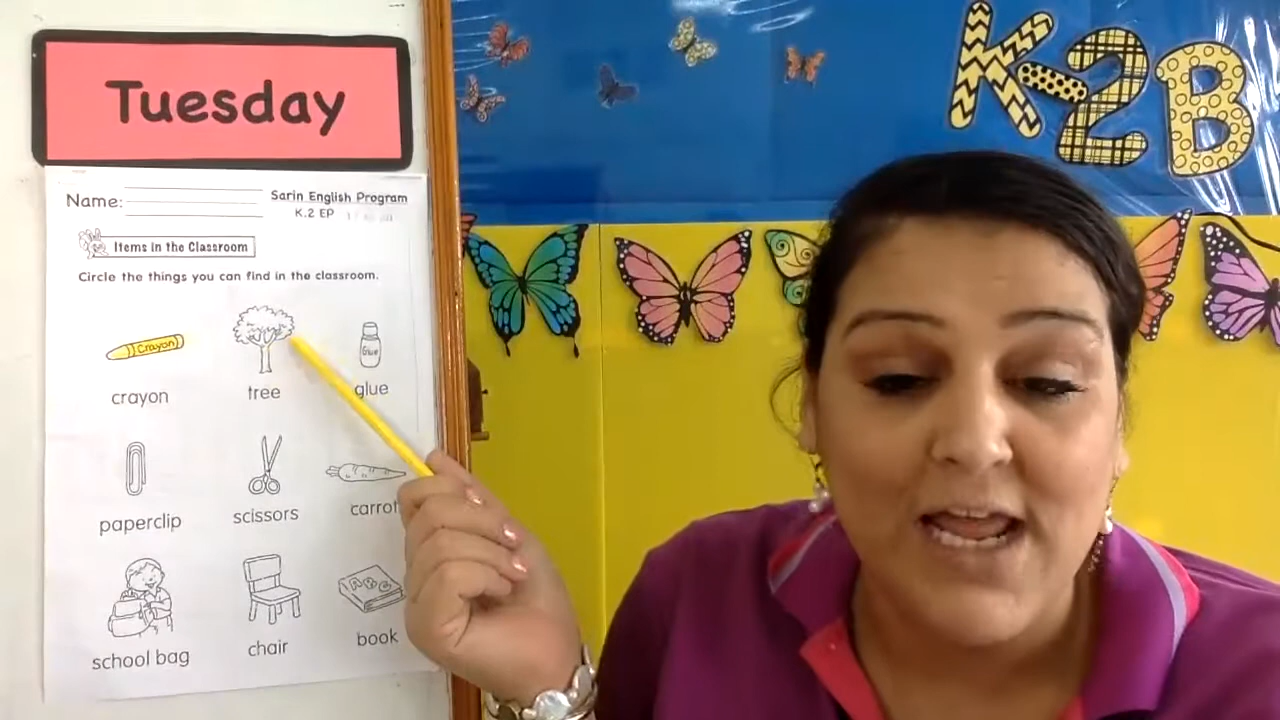 Tuesday
K-2B
Name:
Sarin English Program
K.2 EP
Items in the Classroom
Circle the things you can find in the classroom.
Crayon
Glue
crayon tree glue
paperclip scissors carrot
ABC
school bag chair book